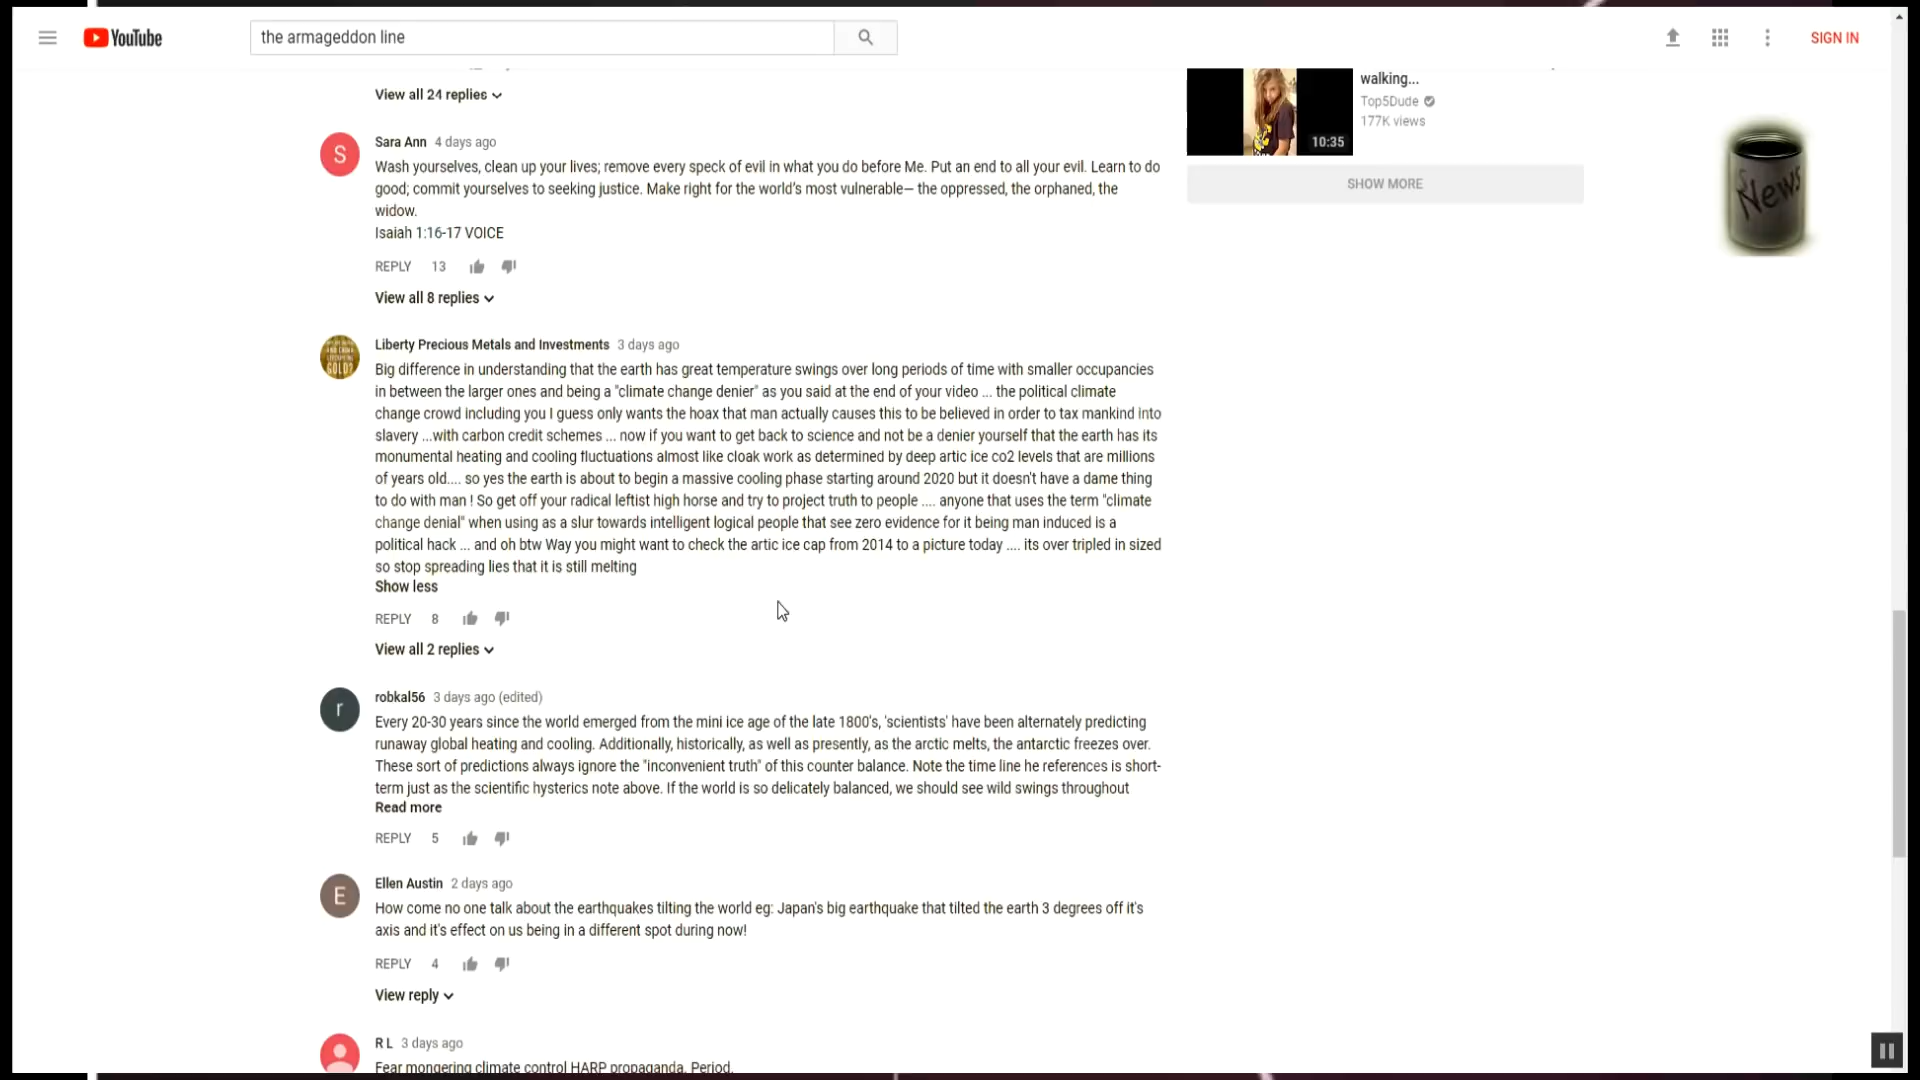 YouTube
the armageddon line
SIGN IN
View all 24 replies
walking...
Top5Dude
177K views
10:35
SHOW MORE
S
News
S
Sara Ann 4 days ago
Wash yourselves, clean up your lives; remove every speck of evil in what you do before Me. Put an end to all your evil. Learn to do
good; commit yourselves to seeking justice. Make right for the world's most vulnerable– the oppressed, the orphaned, the
widow.
Isaiah 1:16-17 VOICE
REPLY 13
View all 8 replies
Liberty Precious Metals and Investments 3 days ago
Big difference in understanding that the earth has great temperature swings over long periods of time with smaller occupancies
in between the larger ones and being a "climate change denier" as you said at the end of your video ... the political climate
change crowd including you I guess only wants the hoax that man actually causes this to be believed in order to tax mankind into
slavery ...with carbon credit schemes ... now if you want to get back to science and not be a denier yourself that the earth has its
monumental heating and cooling fluctuations almost like cloak work as determined by deep artic ice co2 levels that are millions
of years old.... so yes the earth is about to begin a massive cooling phase starting around 2020 but it doesn't have a dame thing
to do with man ! So get off your radical leftist high horse and try to project truth to people .... anyone that uses the term "climate
change denial" when using as a slur towards intelligent logical people that see zero evidence for it being man induced is a
political hack ... and oh btw Way you might want to check the artic ice cap from 2014 to a picture today .... its over tripled in sized
so stop spreading lies that it is still melting
Show less
REPLY 8
View all 2 replies
r
robkal56 3 days ago (edited)
Every 20-30 years since the world emerged from the mini ice age of the late 1800's, 'scientists' have been alternately predicting
runaway global heating and cooling. Additionally, historically, as well as presently, as the arctic melts, the antarctic freezes over.
These sort of predictions always ignore the "inconvenient truth" of this counter balance. Note the time line he references is short-
term just as the scientific hysterics note above. If the world is so delicately balanced, we should see wild swings throughout
Read more
REPLY 5
E
Ellen Austin 2 days ago
How come no one talk about the earthquakes tilting the world eg: Japan's big earthquake that tilted the earth 3 degrees off it's
axis and it's effect on us being in a different spot during now!
REPLY 4
View reply
R L 3 days ago
Fear mongering climate control HARP propaganda. Period.